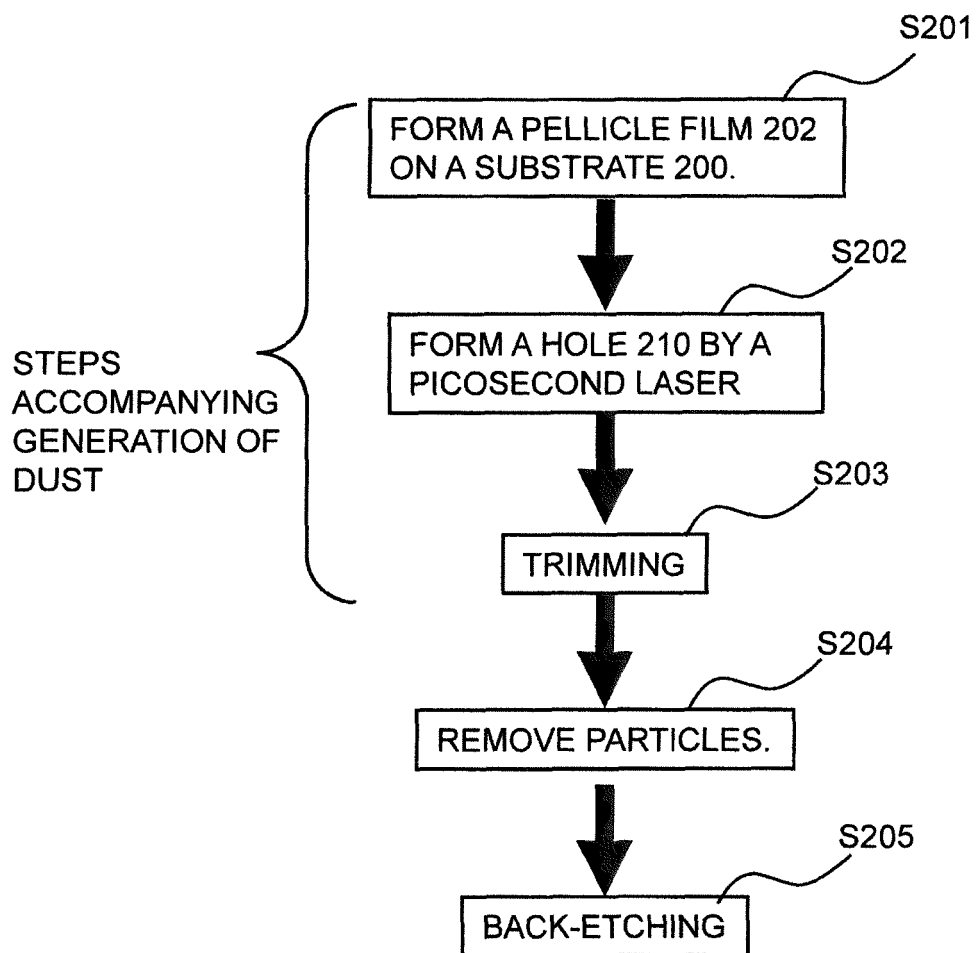 S201
FORM A PELLICLE FILM 202
ON A SUBSTRATE 200.
S202
FORM A HOLE 210 BY A
PICOSECOND LASER
STEPS
ACCOMPANYING
GENERATION OF
DUST
S203
TRIMMING
S204
REMOVE PARTICLES.
S205
BACK-ETCHING